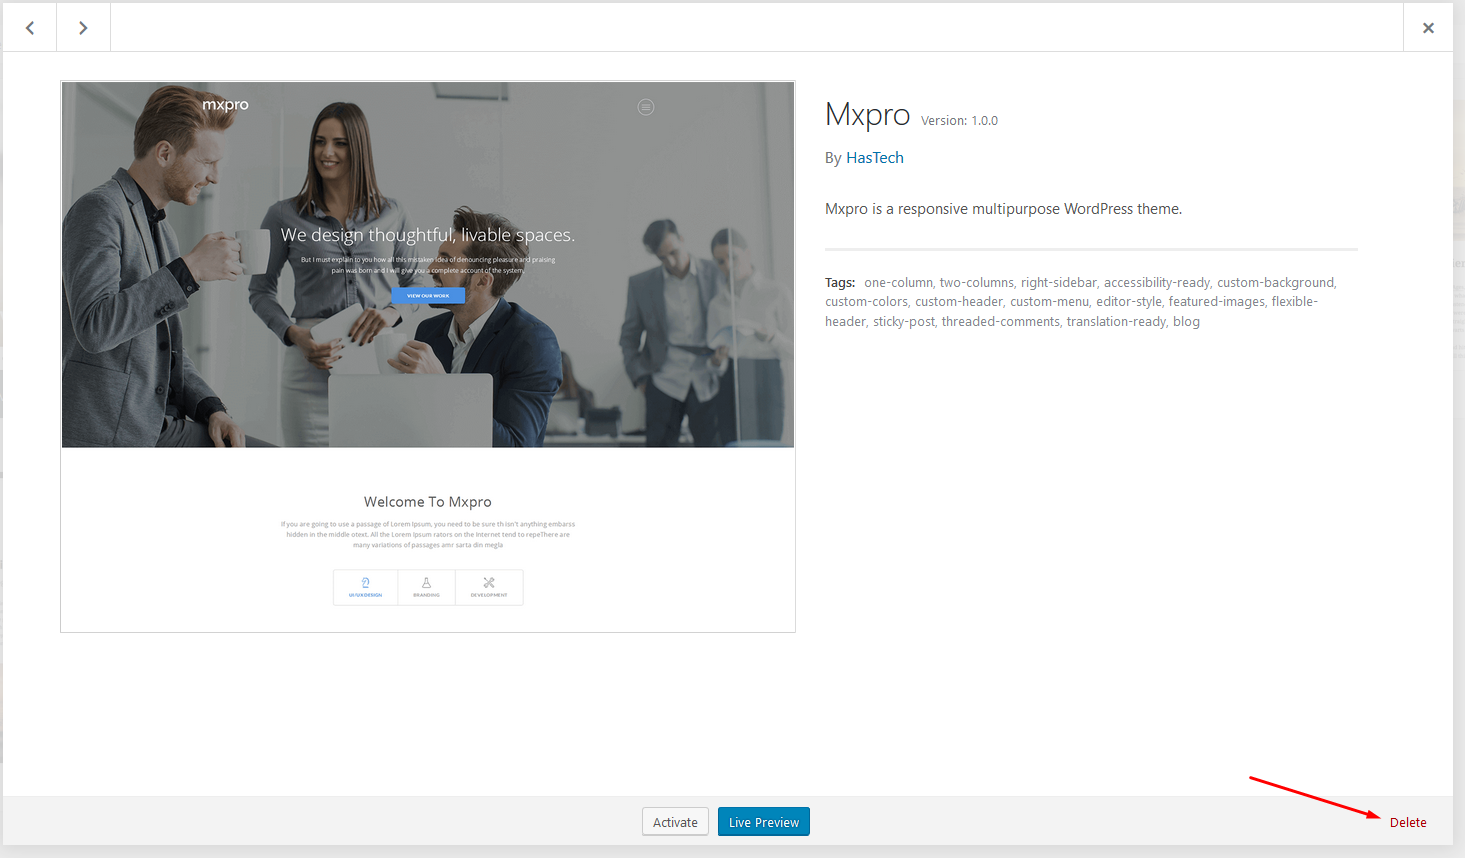 mxpro
We design thoughtful, livable spaces.
But I must explain to you how all this mistaken idea of denouncing pleasure and praising
pain was born and I will give you a complete account of the system,
VIEW OUR WORK
Welcome To Mxpro
If you are going to use a passage of Lorem Ipsum, you need to be sure th isn't anything embarss
hidden in the middle otext. All the Lorem Ipsum rators on the Internet tend to repeThere are
many variations of passages amr sarta din megla
UI/UX DESIGN
BRANDING
DEVELOPMENT
Mxpro Version: 1.0.0
By HasTech
Mxpro is a responsive multipurpose WordPress theme.
Tags: one-column, two-columns, right-sidebar, accessibility-ready, custom-background,
custom-colors, custom-header, custom-menu, editor-style, featured-images, flexible-
header, sticky-post, threaded-comments, translation-ready, blog
Activate
Live Preview
Delete